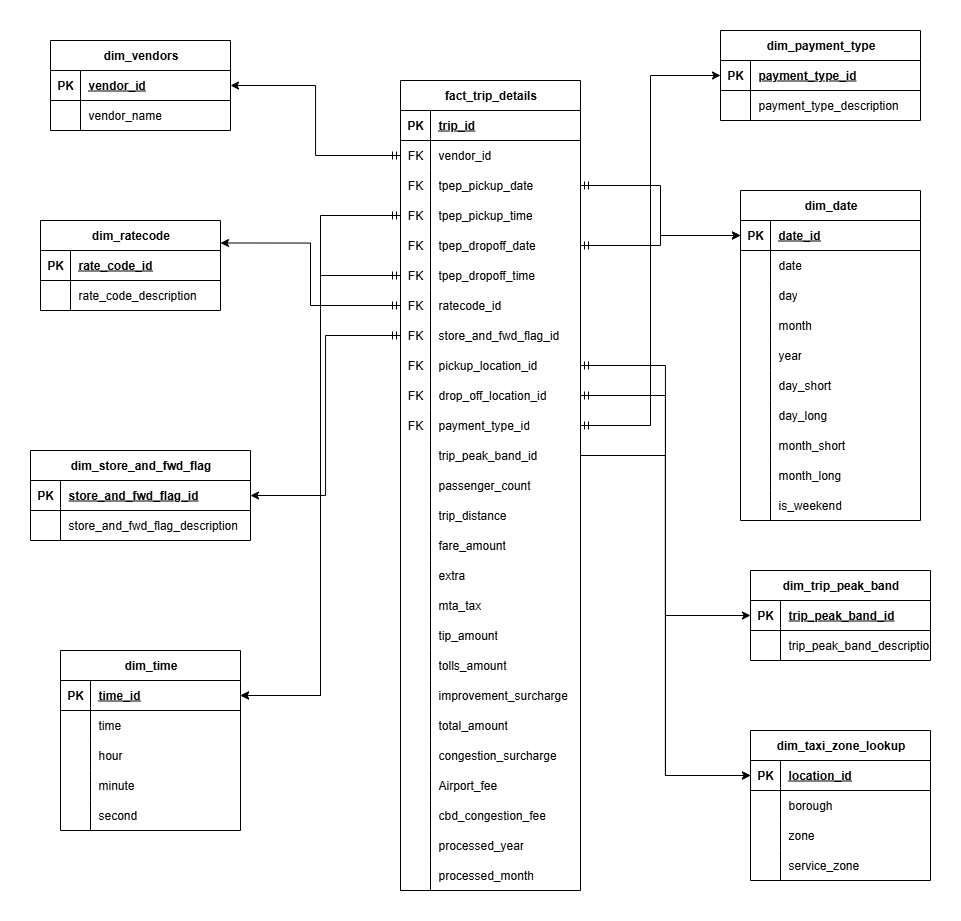 dim_vendors
PK vendor_id
vendor_name
dim_ratecode
PK rate_code_id
rate_code_description
dim_store_and_fwd_flag
PK store_and_fwd_flag_id
store_and_fwd_flag_description
dim_time
PK time_id
time
hour
minute
second
fact_trip_details
PK trip_id
FK vendor_id
FK tpep_pickup_date
FK tpep_pickup_time
FK tpep_dropoff_date
FK tpep_dropoff_time
FK ratecode_id
FK store_and_fwd_flag_id
FK pickup_location_id
FK drop_off_location_id
FK payment_type_id
trip_peak_band_id
passenger_count
trip_distance
fare_amount
extra
mta_tax
tip_amount
tolls_amount
improvement_surcharge
total_amount
congestion_surcharge
Airport_fee
cbd_congestion_fee
processed_year
processed_month
dim_payment_type
PK payment_type_id
payment_type_description
dim_date
PK date_id
date
day
month
year
day_short
day_long
month_short
month_long
is_weekend
dim_trip_peak_band
PK trip_peak_band_id
trip_peak_band_descriptio
dim_taxi_zone_lookup
PK location_id
borough
zone
service_zone